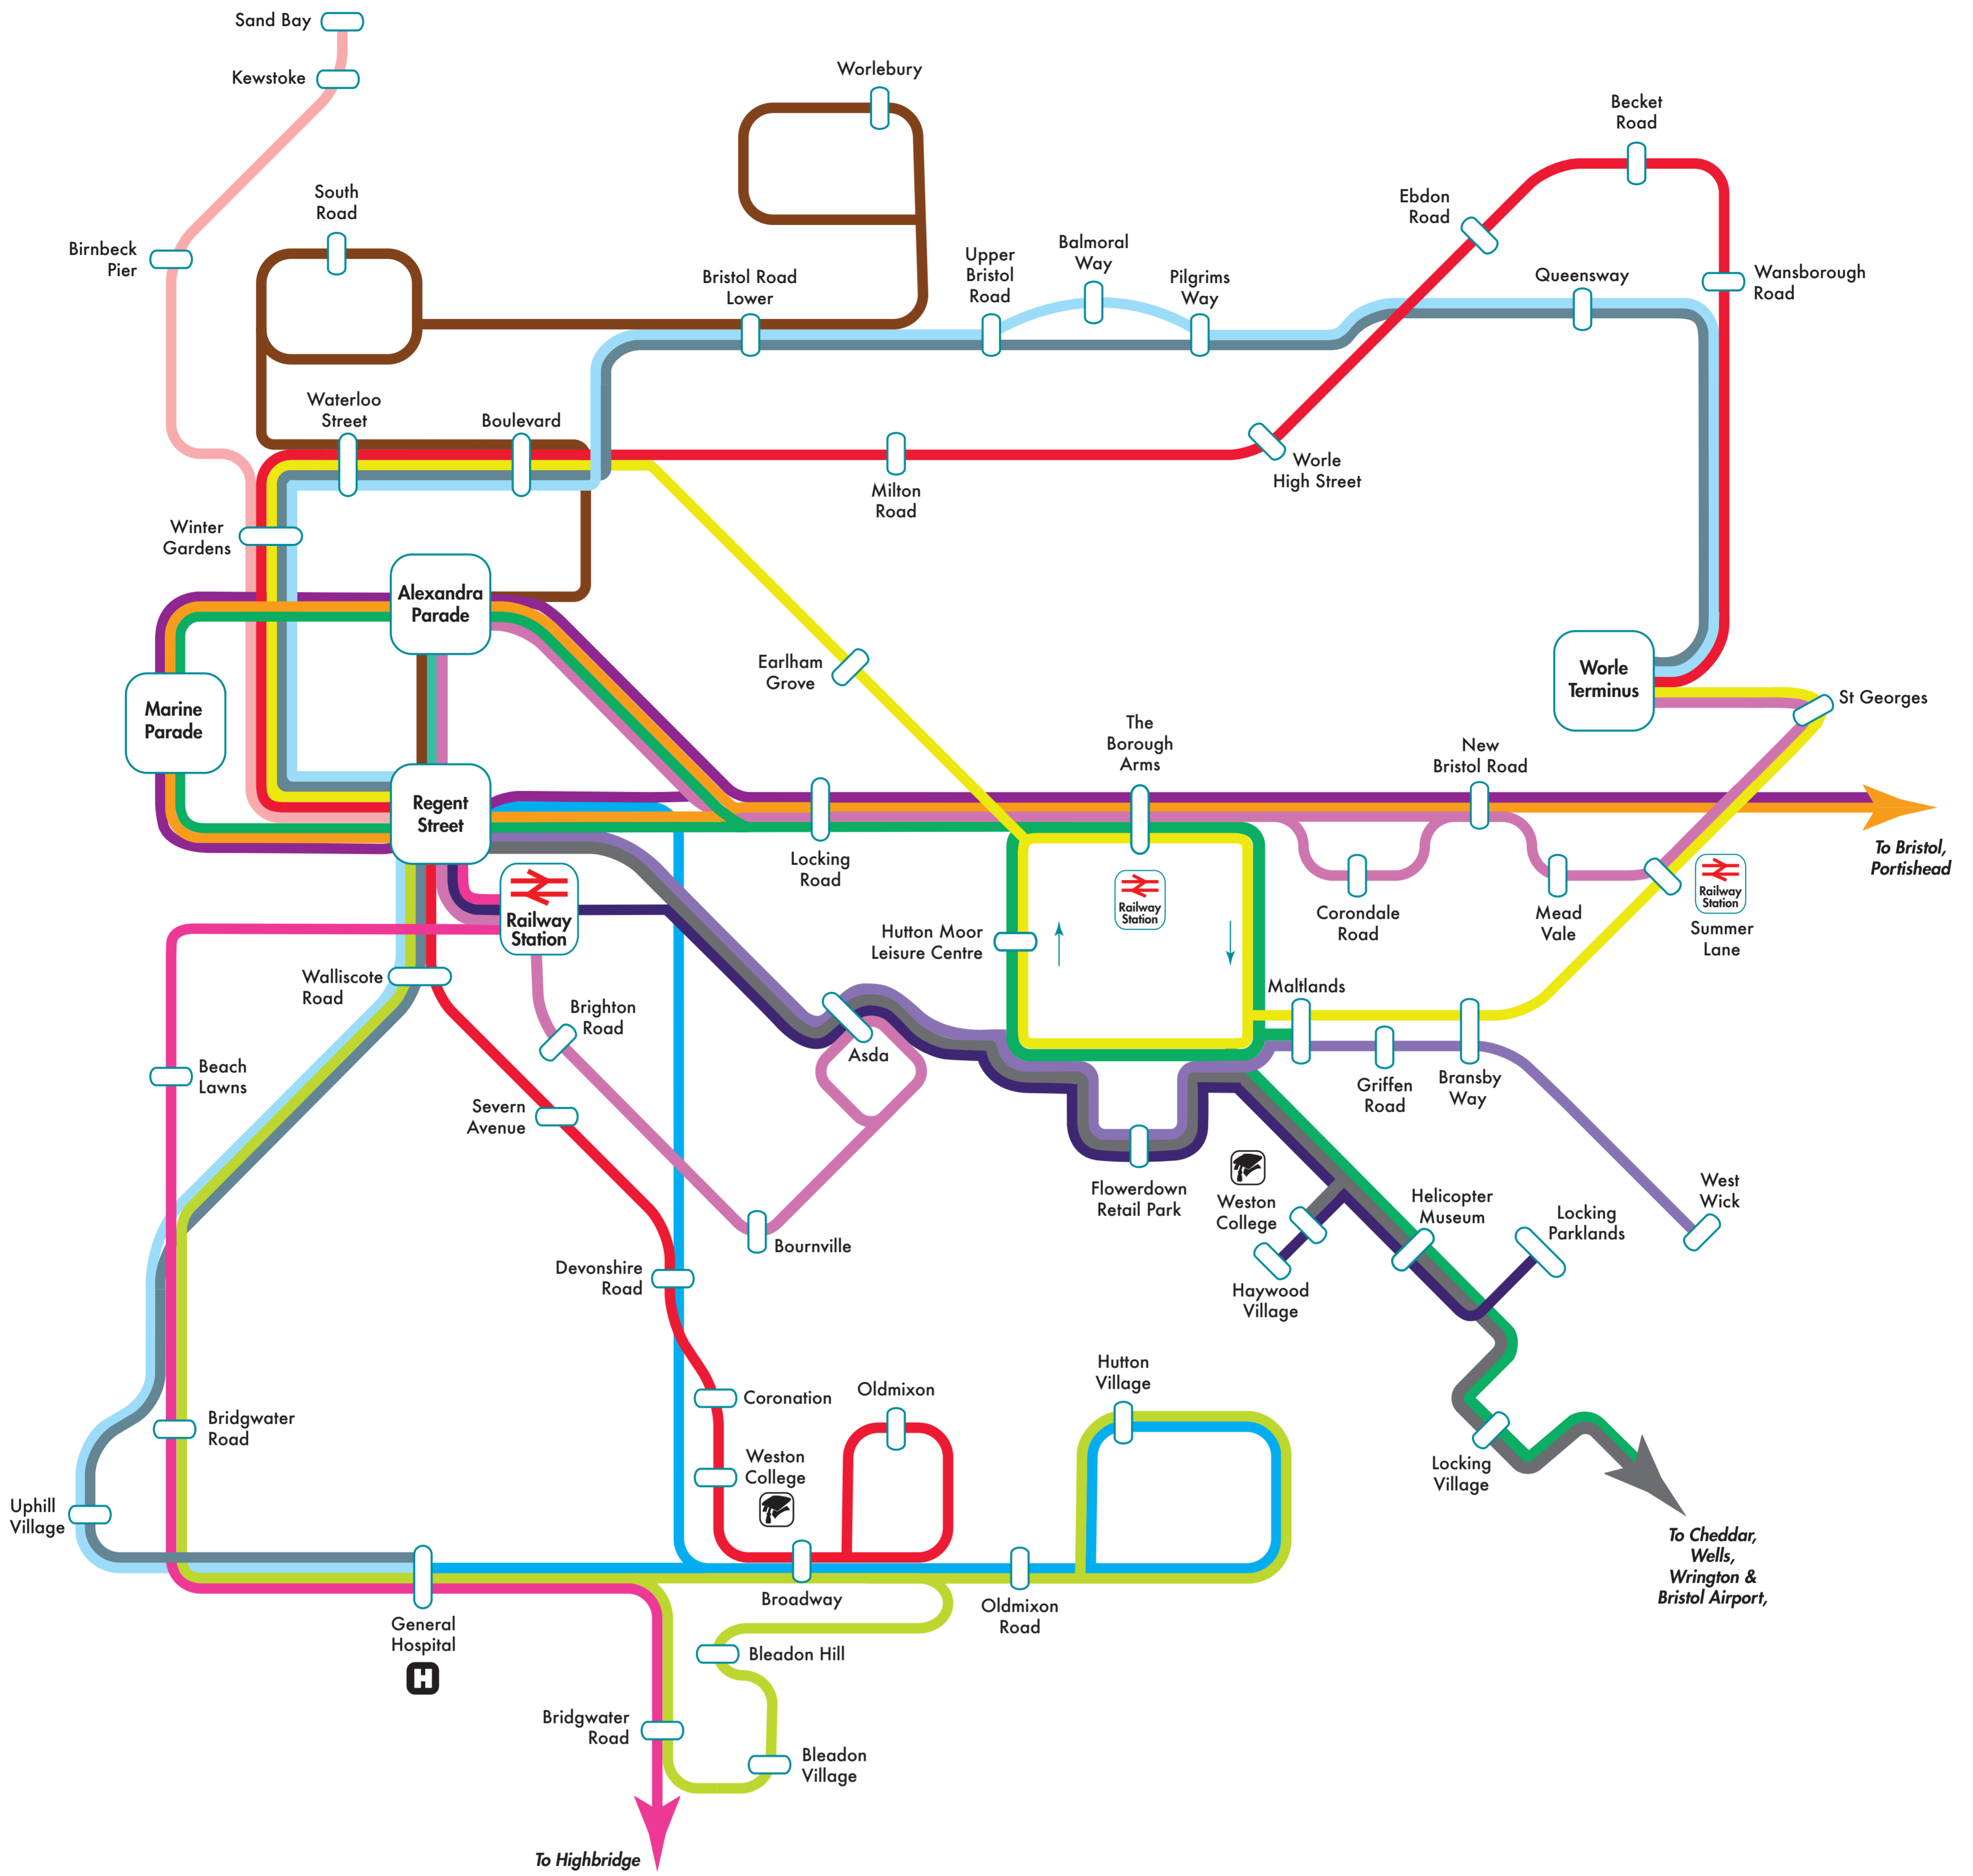 Sand Bay
Kewstoke
Worlebury
Becket
Road
South
Road
Ebdon
Road
Birnbeck
Pier
Bristol Road
Lower
Upper
Bristol
Road
Balmoral
Way
Pilgrims
Way
Queensway
Wansborough
Road
Waterloo
Street
Boulevard
Milton
Road
Worle
High Street
Winter
Gardens
Alexandra
Parade
Earlham
Grove
Worle
Terminus
St Georges
Marine
Parade
The
Borough
Arms
New
Bristol Road
Regent
Street
Locking
Road
To Bristol,
Portishead
Railway
Station
Railway
Station
Railway
Station
Corondale
Road
Mead
Vale
Summer
Lane
Hutton Moor
Leisure Centre
Walliscote
Road
Maltlands
Brighton
Road
Asda
Beach
Lawns
Severn
Avenue
Griffen
Road
Bransby
Way
Flowerdown
Retail Park
Weston
College
Helicopter
Museum
Locking
Parklands
West
Wick
Bournville
Devonshire
Road
Haywood
Village
Hutton
Village
Coronation
Oldmixon
Bridgwater
Road
Weston
College
Locking
Village
Uphill
Village
To Cheddar,
Wells,
Wrington &
Bristol Airport,
Broadway
Oldmixon
Road
General
Hospital
H
Bleadon Hill
Bridgwater
Road
Bleadon
Village
To Highbridge